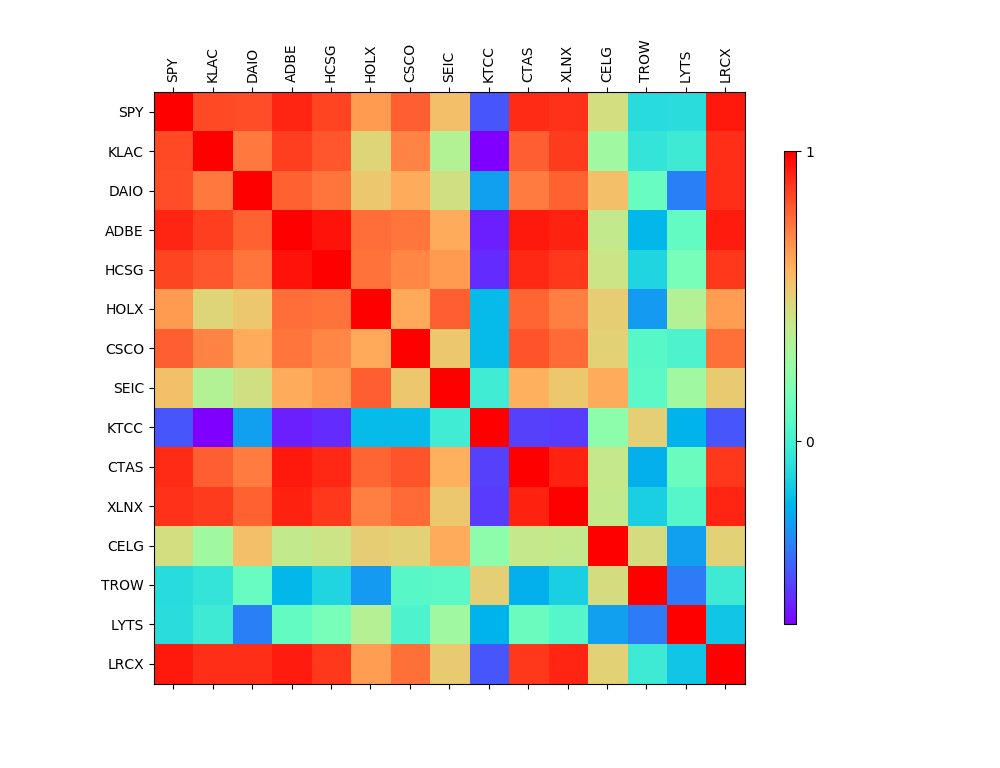 SPY KLAC DAIO ADBE HCSG HOLX CSCO SEIC KTCC CTAS XLNX CELG TROW LYTS LRCX
SPY
KLAC
DAIO
ADBE
HCSG
HOLX
CSCO
SEIC
KTCC
CTAS
XLNX
CELG
TROW
LYTS
LRCX
1
0